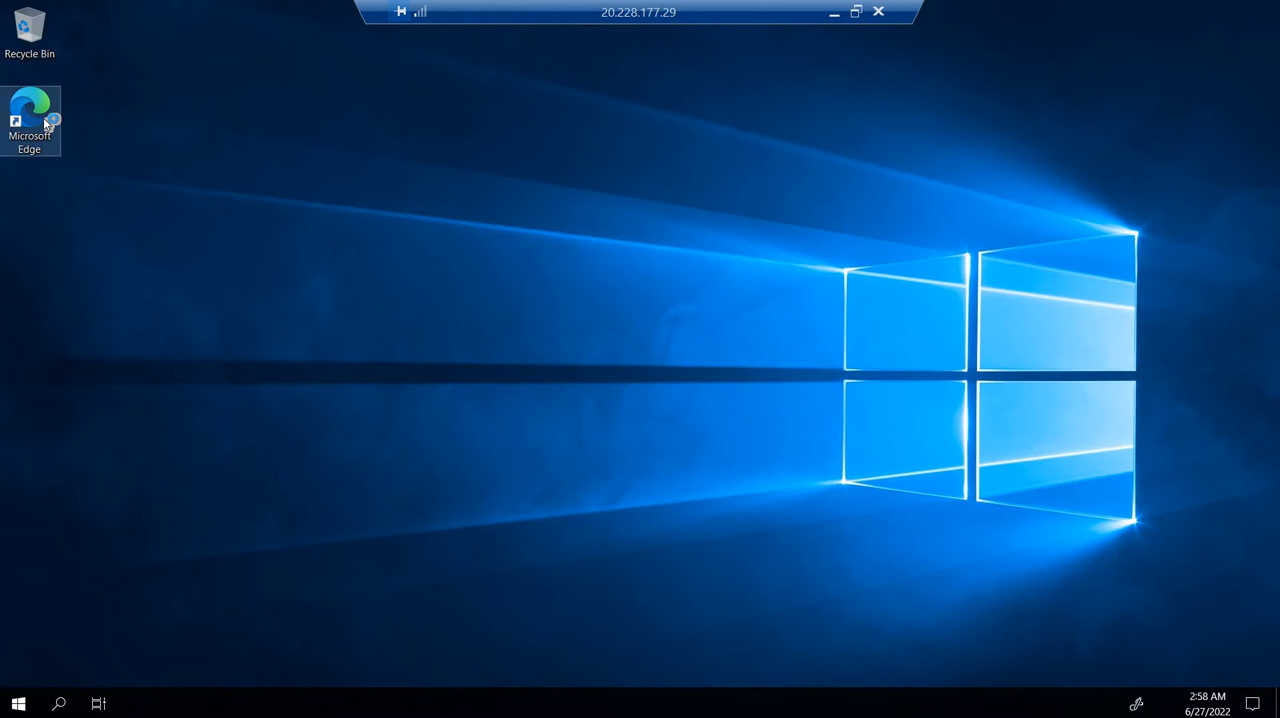 20.228.177.29
Recycle Bin
Microsoft
Edge
2:58 AM
6/27/2022